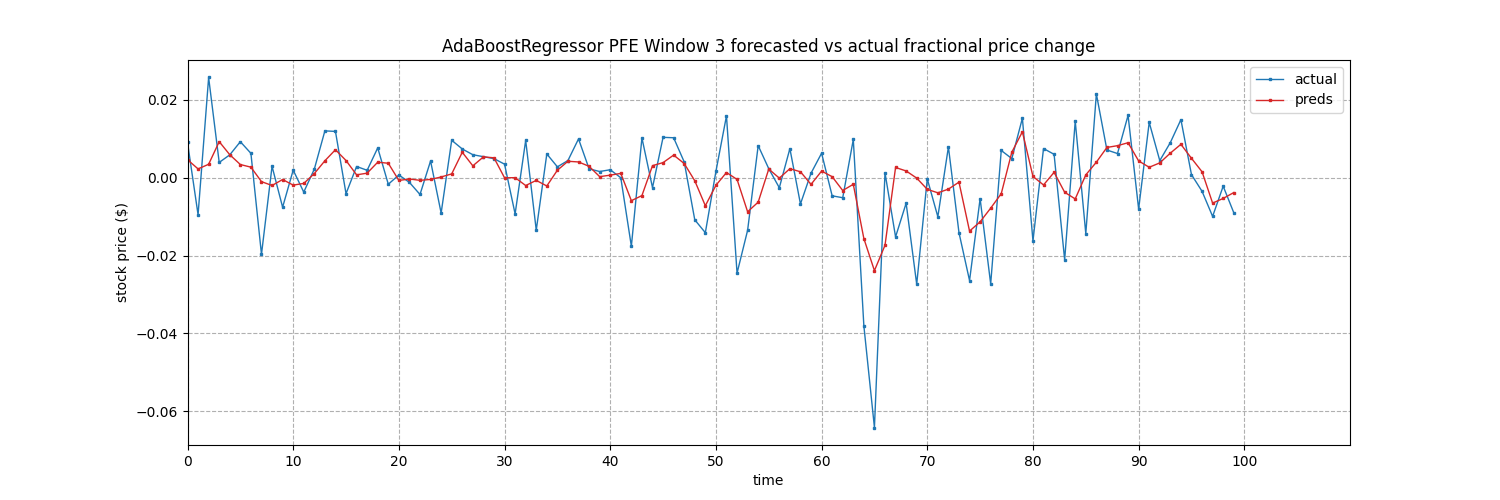 AdaBoostRegressor PFE Window 3 forecasted vs actual fractional price change
actual
preds
0.02
0.00
−0.02
−0.04
−0.06
stock price ($)
0 10 20 30 40 50 60 70 80 90 100
time